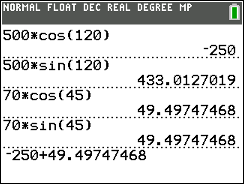 NORMAL FLOAT DEC REAL DEGREE MP
500*cos(120)
-250
500*sin(120)
433.0127019
70*cos(45)
49.49747468
70*sin(45)
49.49747468
-250+49.49747468